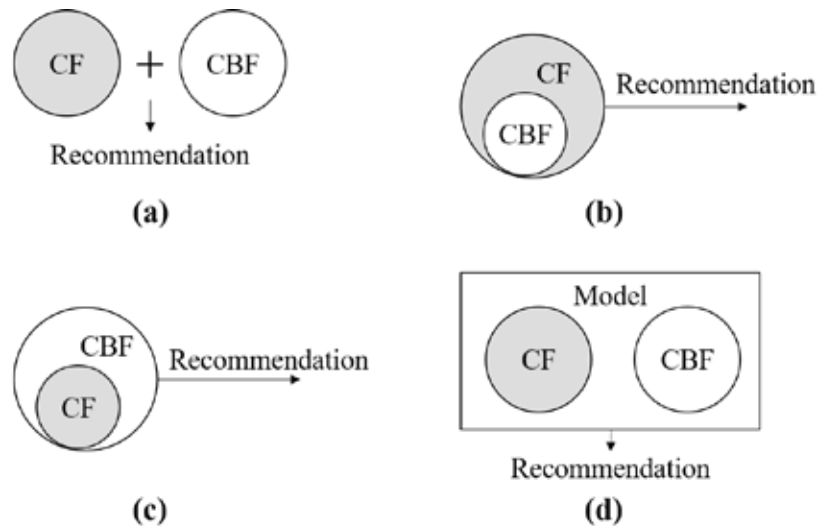 CF + CBF
Recommendation
(a)
CF
CBF
Recommendation
(b)
CBF
CF
Recommendation
(c)
Model
CF
CBF
Recommendation
(d)